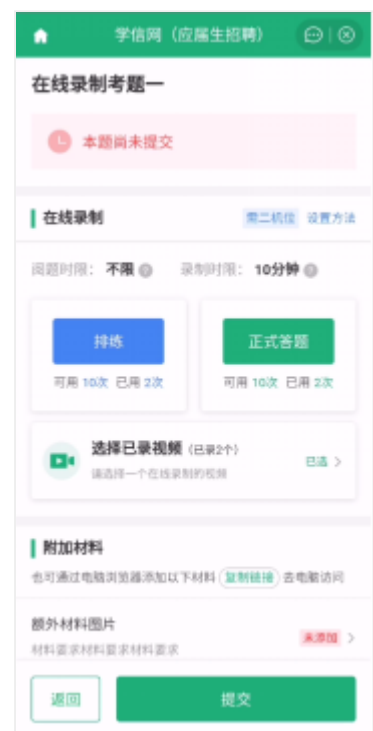 学信网（应届生招聘）
在线录制考题一
本题尚未提交
在线录制 需二机位 设置方法
阅题时限： 不限 录制时限： 10分钟
排练 正式答题
可用 10次 已用 2次 可用 10次 已用 2次
选择已录视频（已录2个）
请选择一个在线录制的视频 已选
附加材料
也可通过电脑浏览器添加以下材料 复制链接 去电脑访问
额外材料图片
材料要求材料要求材料要求 未添加
返回 提交